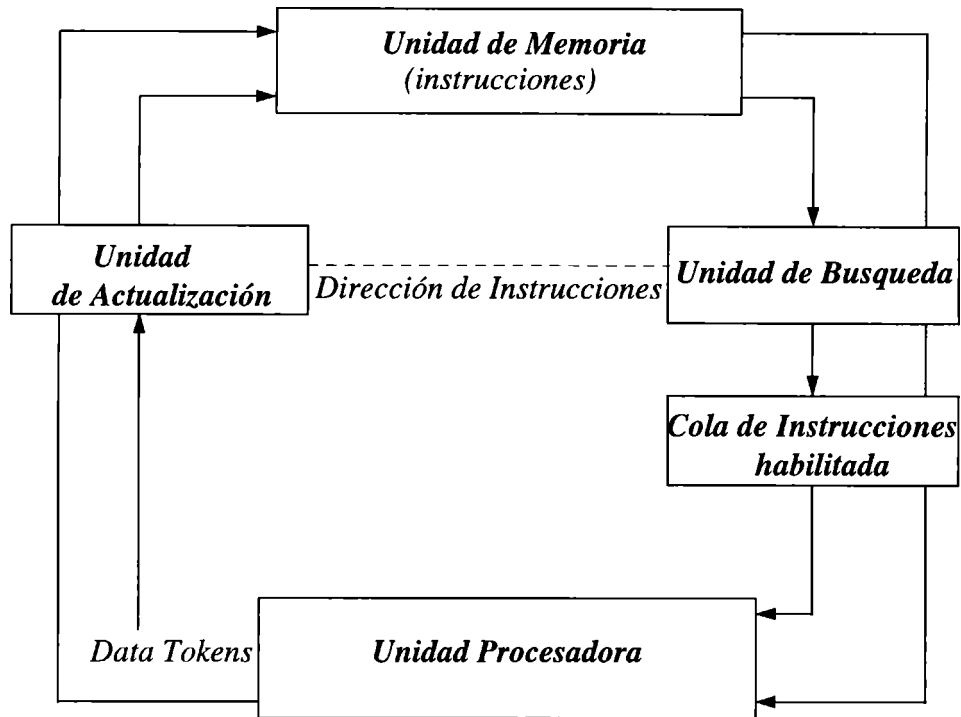 Unidad de Memoria
(instrucciones)
Unidad
de Actualización
Dirección de Instrucciones
Unidad de Busqueda
Cola de Instrucciones
habilitada
Data Tokens
Unidad Procesadora